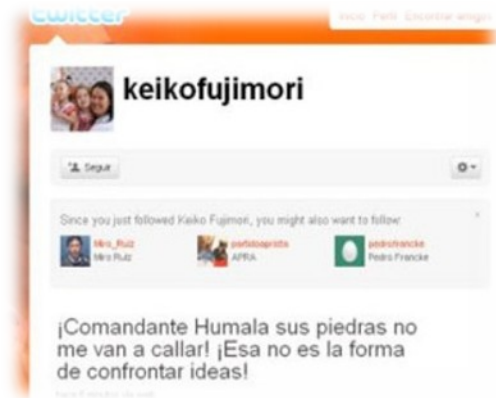 twitter
Inicio Perfil Encontrar amigos
keikofujimori
Seguir
Since you just followed Keiko Fujimori, you might also want to follow:
Miro_Ruiz
Miro Ruiz
partidoaprista
APRA
pedrofrancke
Pedro Francke
¡Comandante Humala sus piedras no
me van a callar! ¡Esa no es la forma
de confrontar ideas!